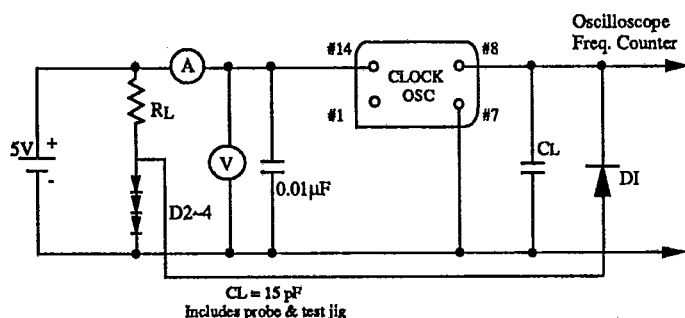 Oscilloscope
Freq. Counter
#14
#8
A
CLOCK
OSC
#1
#7
RL
5V
+
-
V
0.01µF
CL
DI
D2~4
CL = 15 pF
Includes probe & test jig